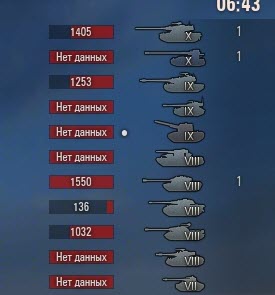 06:43
1405 X 1
Нет данных X 1
1253 IX
Нет данных IX
Нет данных IX
Нет данных VIII
1550 VIII 1
136 VIII
1032 VIII
Нет данных VIII
Нет данных VII